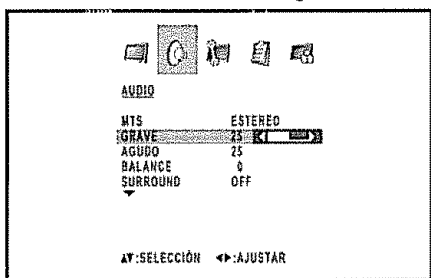 AUDIO
MTS ESTEREO
GRAVE 25
AGUDO 25
BALANCE 0
SURROUND OFF
▲▼:SELECCIÓN ◀▶:AJUSTAR